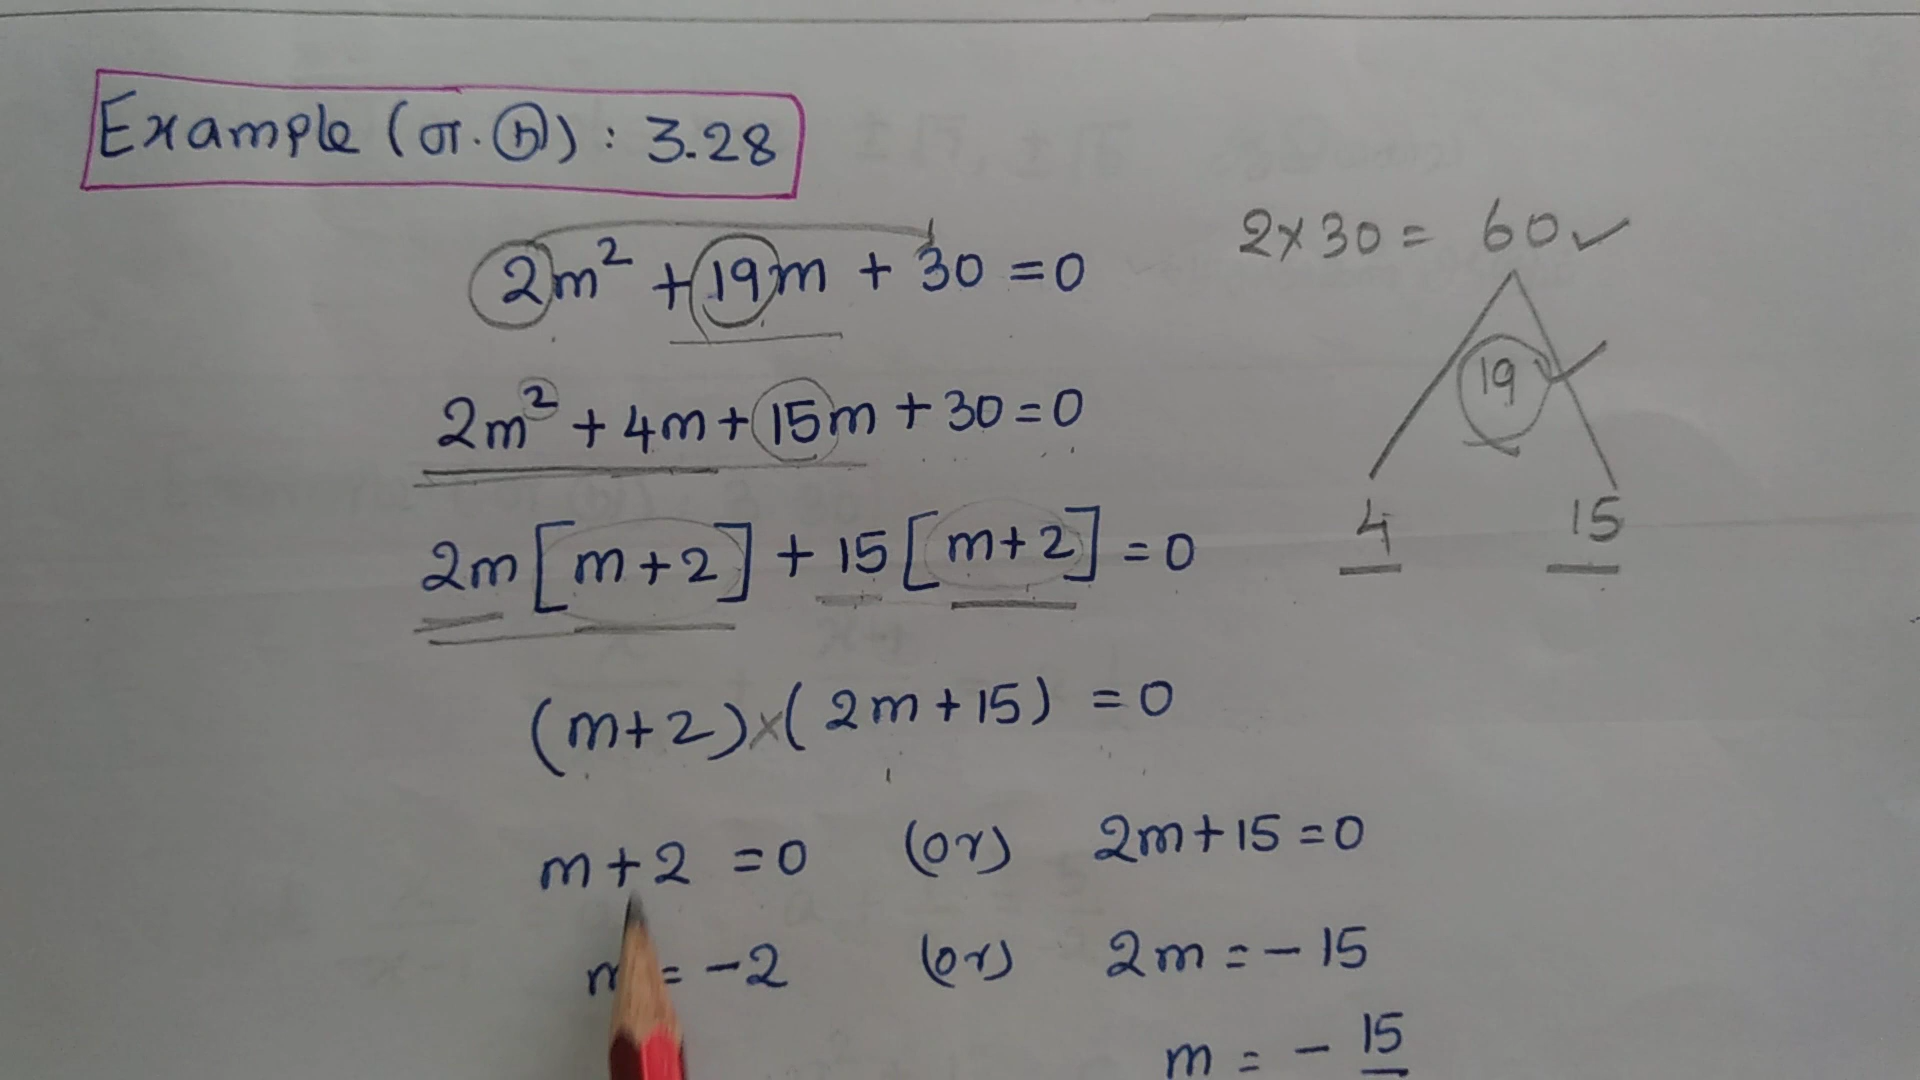 Example (எ.கா) : 3.28
2m² + 19m + 30 = 0
2 x 30 = 60
19
4 15
2m² + 4m + 15m + 30 = 0
2m [m+2] + 15 [m+2] = 0
(m+2) x (2m+15) = 0
m+2 = 0 (or) 2m+15 = 0
m = -2 (or) 2m = -15
m = - 15